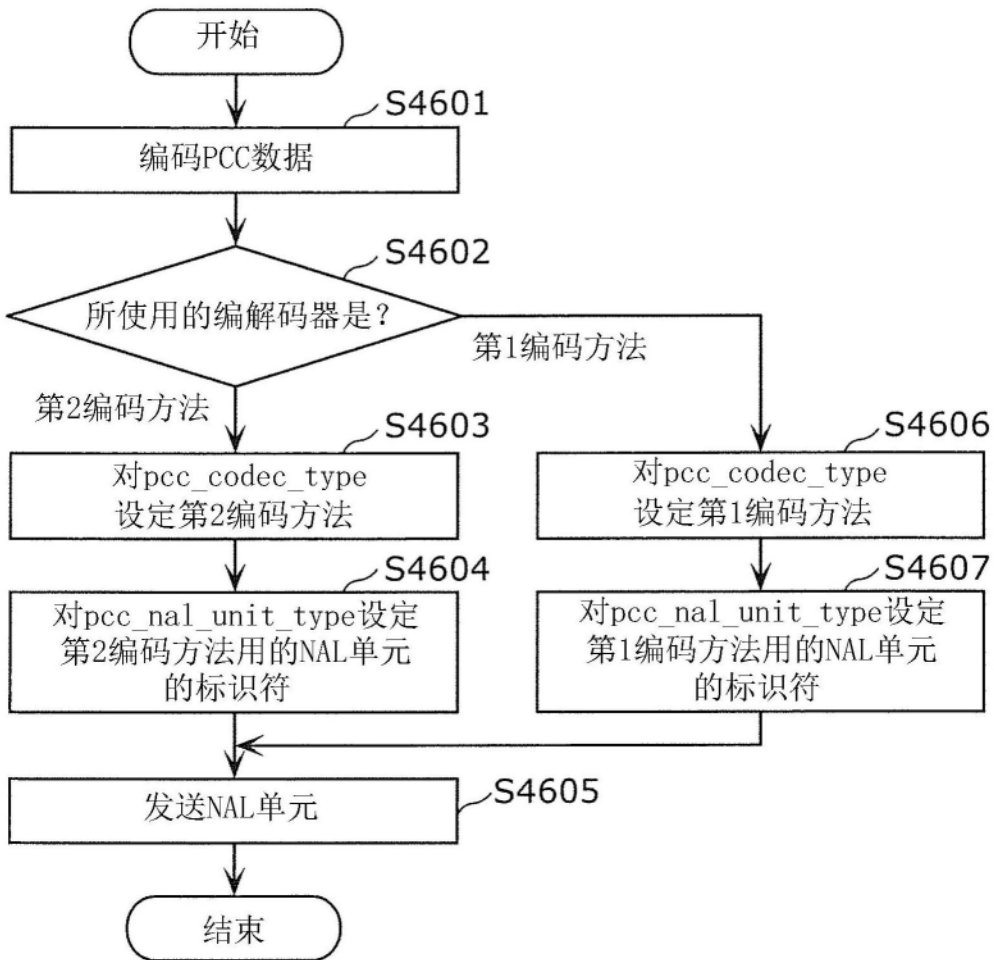 开始
S4601
编码PCC数据
S4602
所使用的编解码器是?
第1编码方法
第2编码方法
S4603
对pcc_codec_type
设定第2编码方法
S4606
对pcc_codec_type
设定第1编码方法
S4604
对pcc_nal_unit_type设定
第2编码方法用的NAL单元
的标识符
S4607
对pcc_nal_unit_type设定
第1编码方法用的NAL单元
的标识符
发送NAL单元
S4605
结束